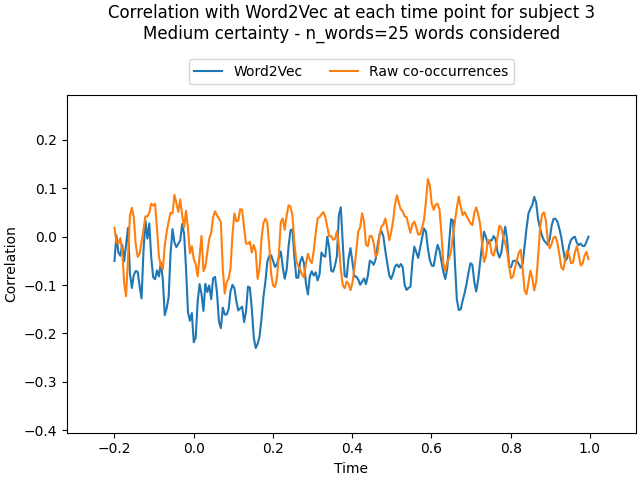 Correlation with Word2Vec at each time point for subject 3
Medium certainty - n_words=25 words considered
Word2Vec
Raw co-occurrences
0.2
0.1
0.0
−0.1
−0.2
−0.3
−0.4
Correlation
−0.2
0.0
0.2
0.4
0.6
0.8
1.0
Time